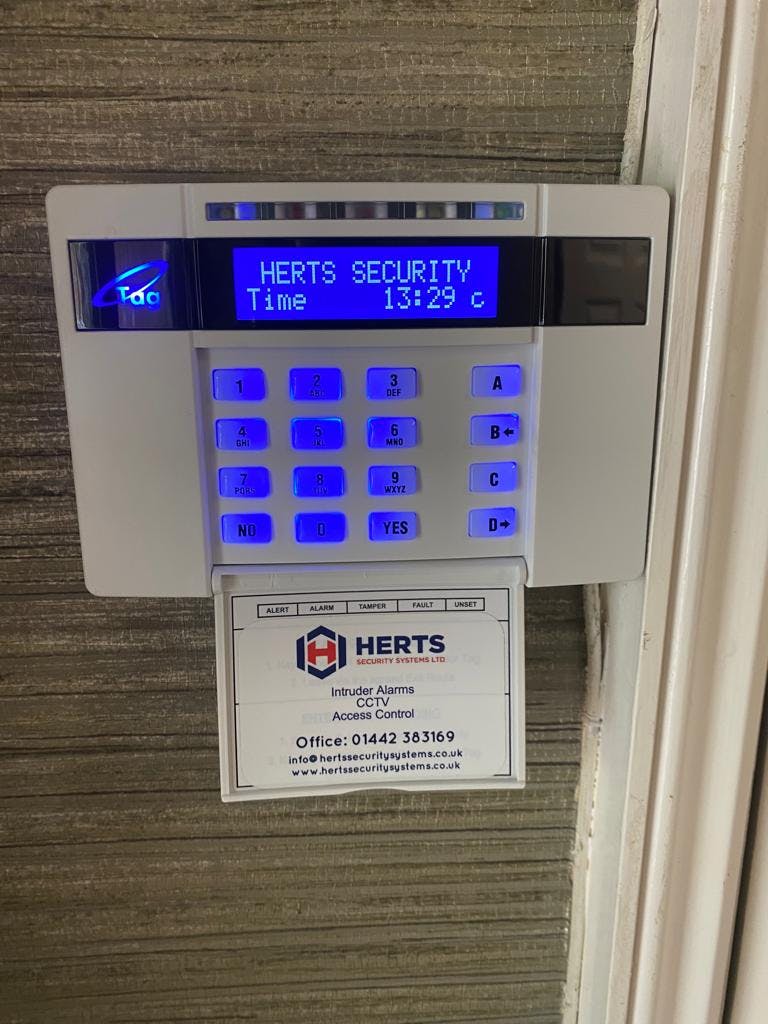 HERTS SECURITY
Time 13:29 c
Tag
1 2 ABC 3 DEF A
4 GHI 5 JKL 6 MNO B←
7 PQRS 8 TUV 9 WXYZ C
NO 0 YES D→
ALERT ALARM TAMPER FAULT UNSET
H HERTS
SECURITY SYSTEMS LTD
Intruder Alarms
CCTV
Access Control
Office: 01442 383169
info@hertssecuritysystems.co.uk
www.hertssecuritysystems.co.uk